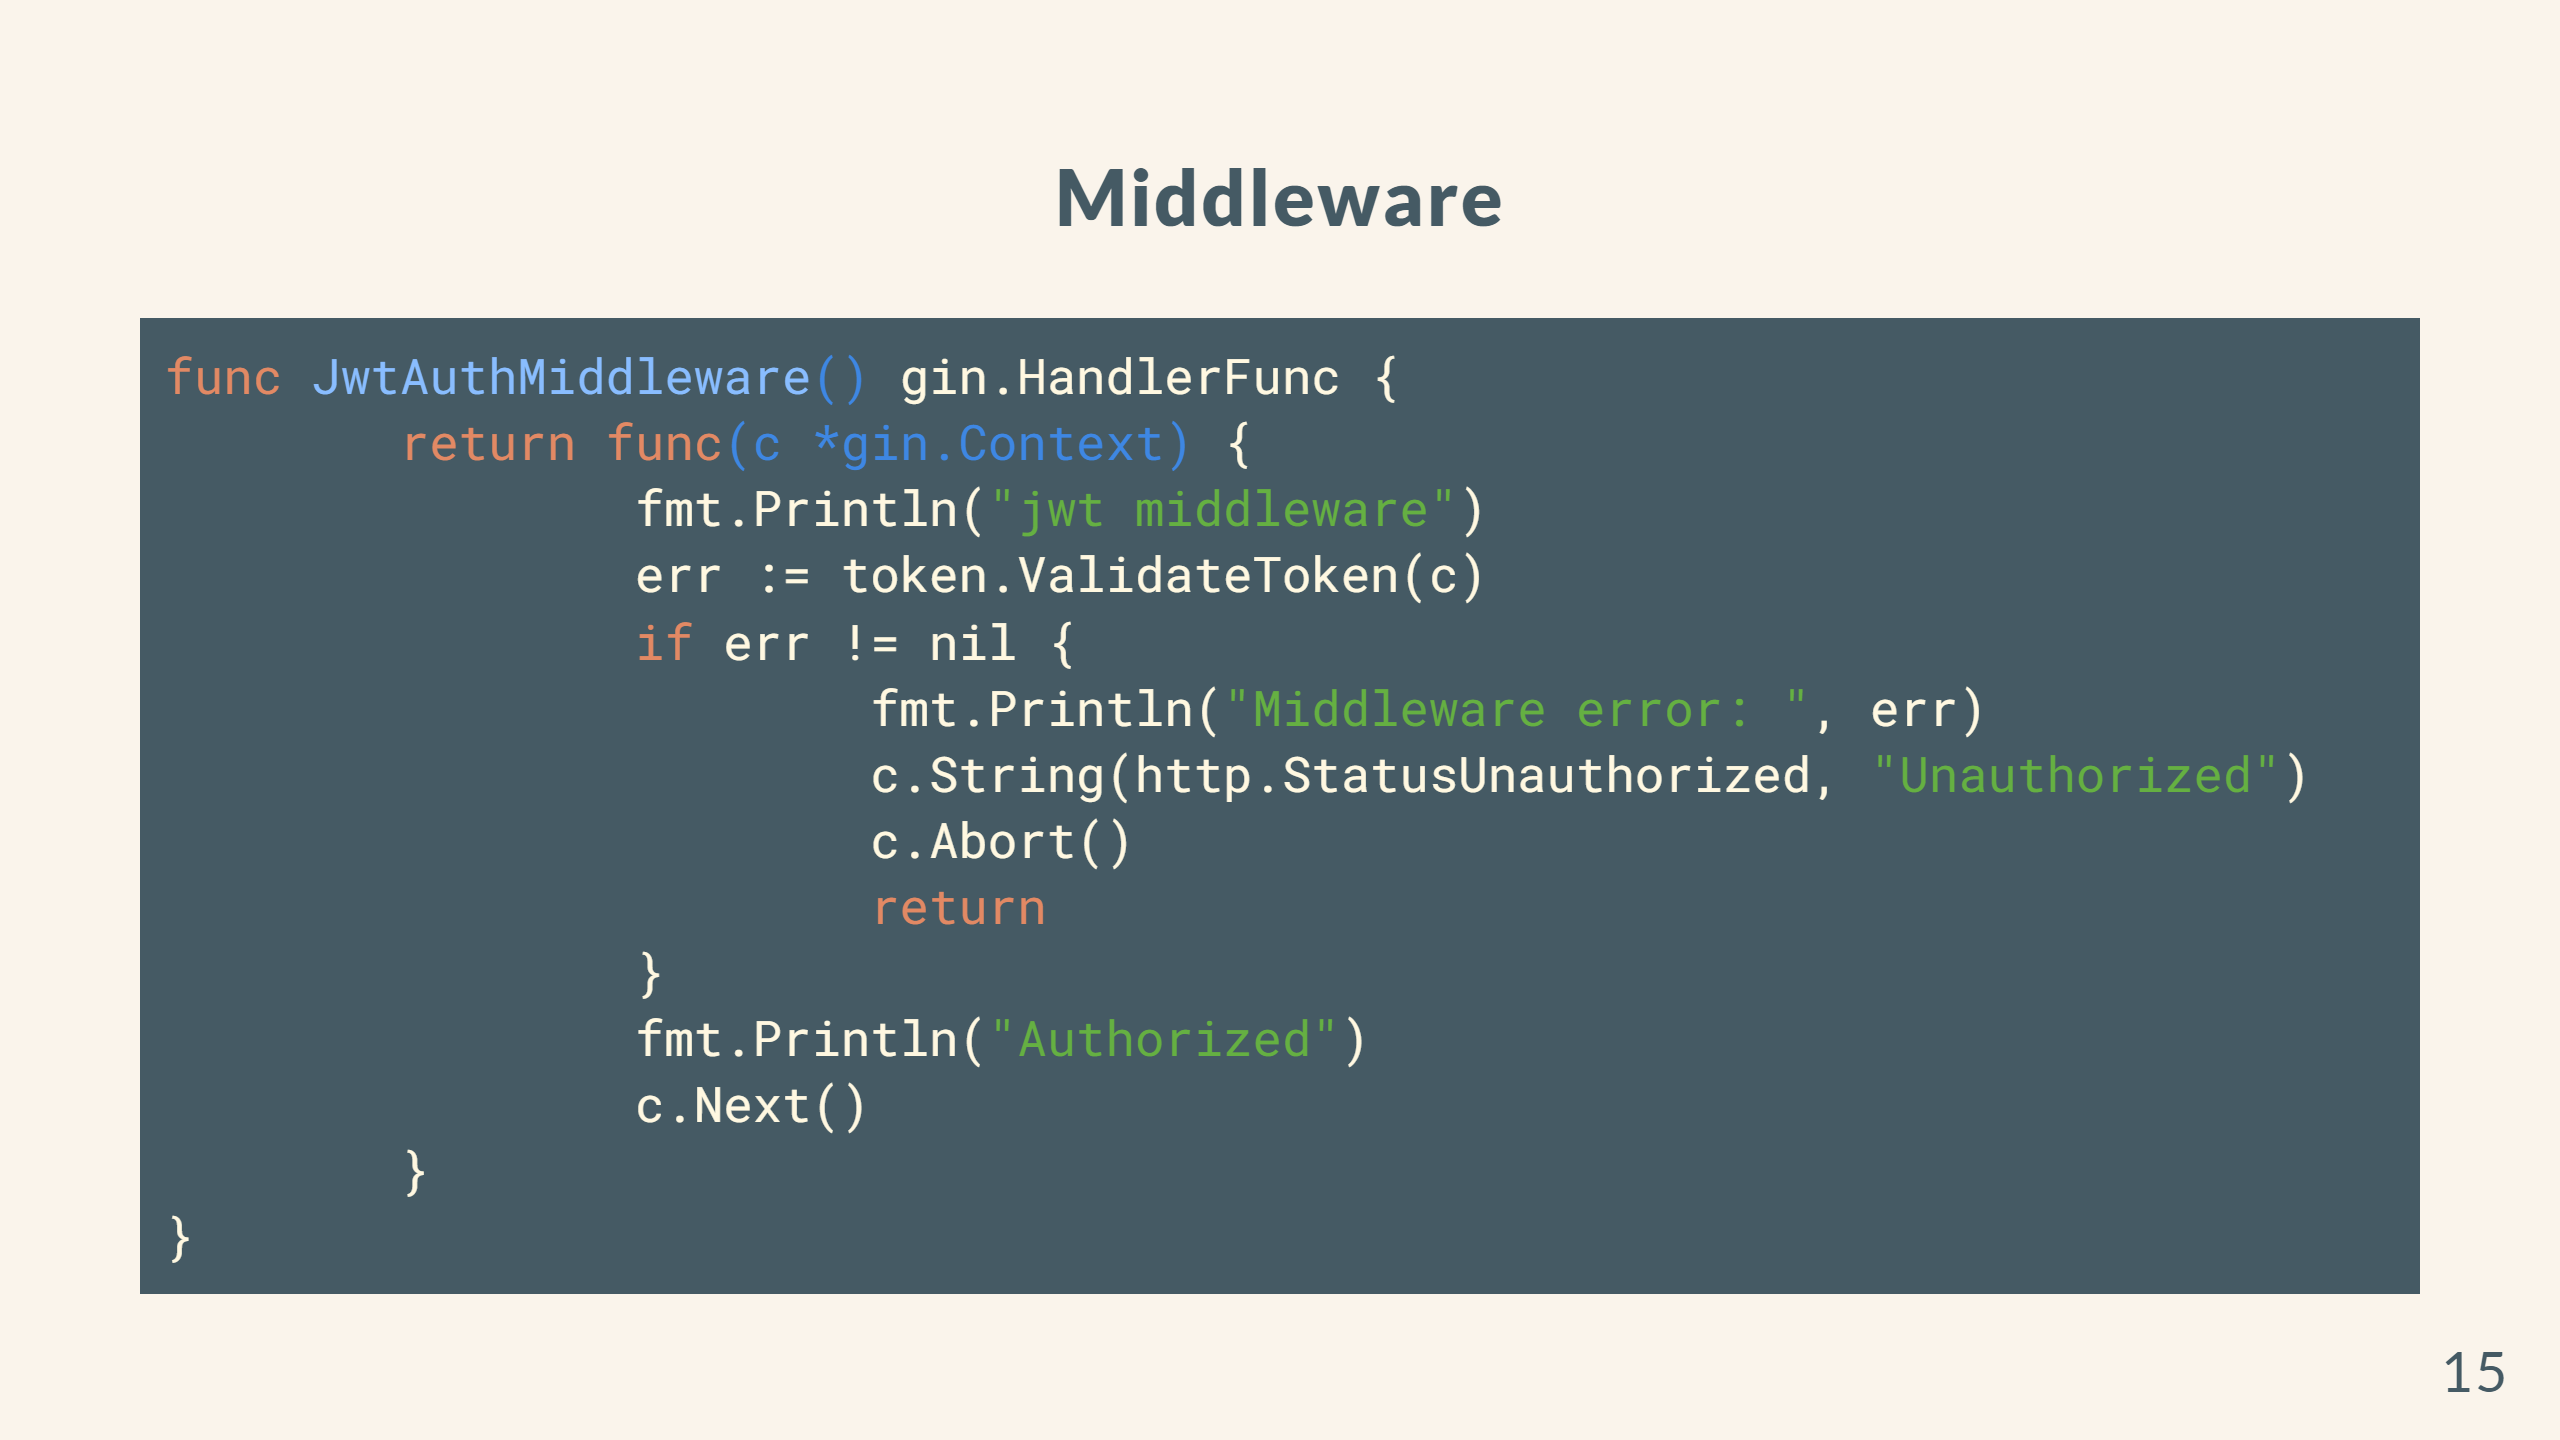 Middleware
func JwtAuthMiddleware() gin.HandlerFunc {
        return func(c *gin.Context) {
                fmt.Println("jwt middleware")
                err := token.ValidateToken(c)
                if err != nil {
                        fmt.Println("Middleware error: ", err)
                        c.String(http.StatusUnauthorized, "Unauthorized")
                        c.Abort()
                        return
                }
                fmt.Println("Authorized")
                c.Next()
        }
}
15